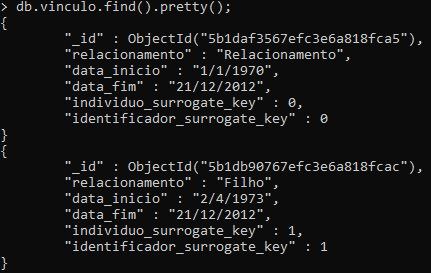 > db.vinculo.find().pretty();
{
        "_id" : ObjectId("5b1daf3567efc3e6a818fca5"),
        "relacionamento" : "Relacionamento",
        "data_inicio" : "1/1/1970",
        "data_fim" : "21/12/2012",
        "individuo_surrogate_key" : 0,
        "identificador_surrogate_key" : 0
}
{
        "_id" : ObjectId("5b1db90767efc3e6a818fcac"),
        "relacionamento" : "Filho",
        "data_inicio" : "2/4/1973",
        "data_fim" : "21/12/2012",
        "individuo_surrogate_key" : 1,
        "identificador_surrogate_key" : 1
}